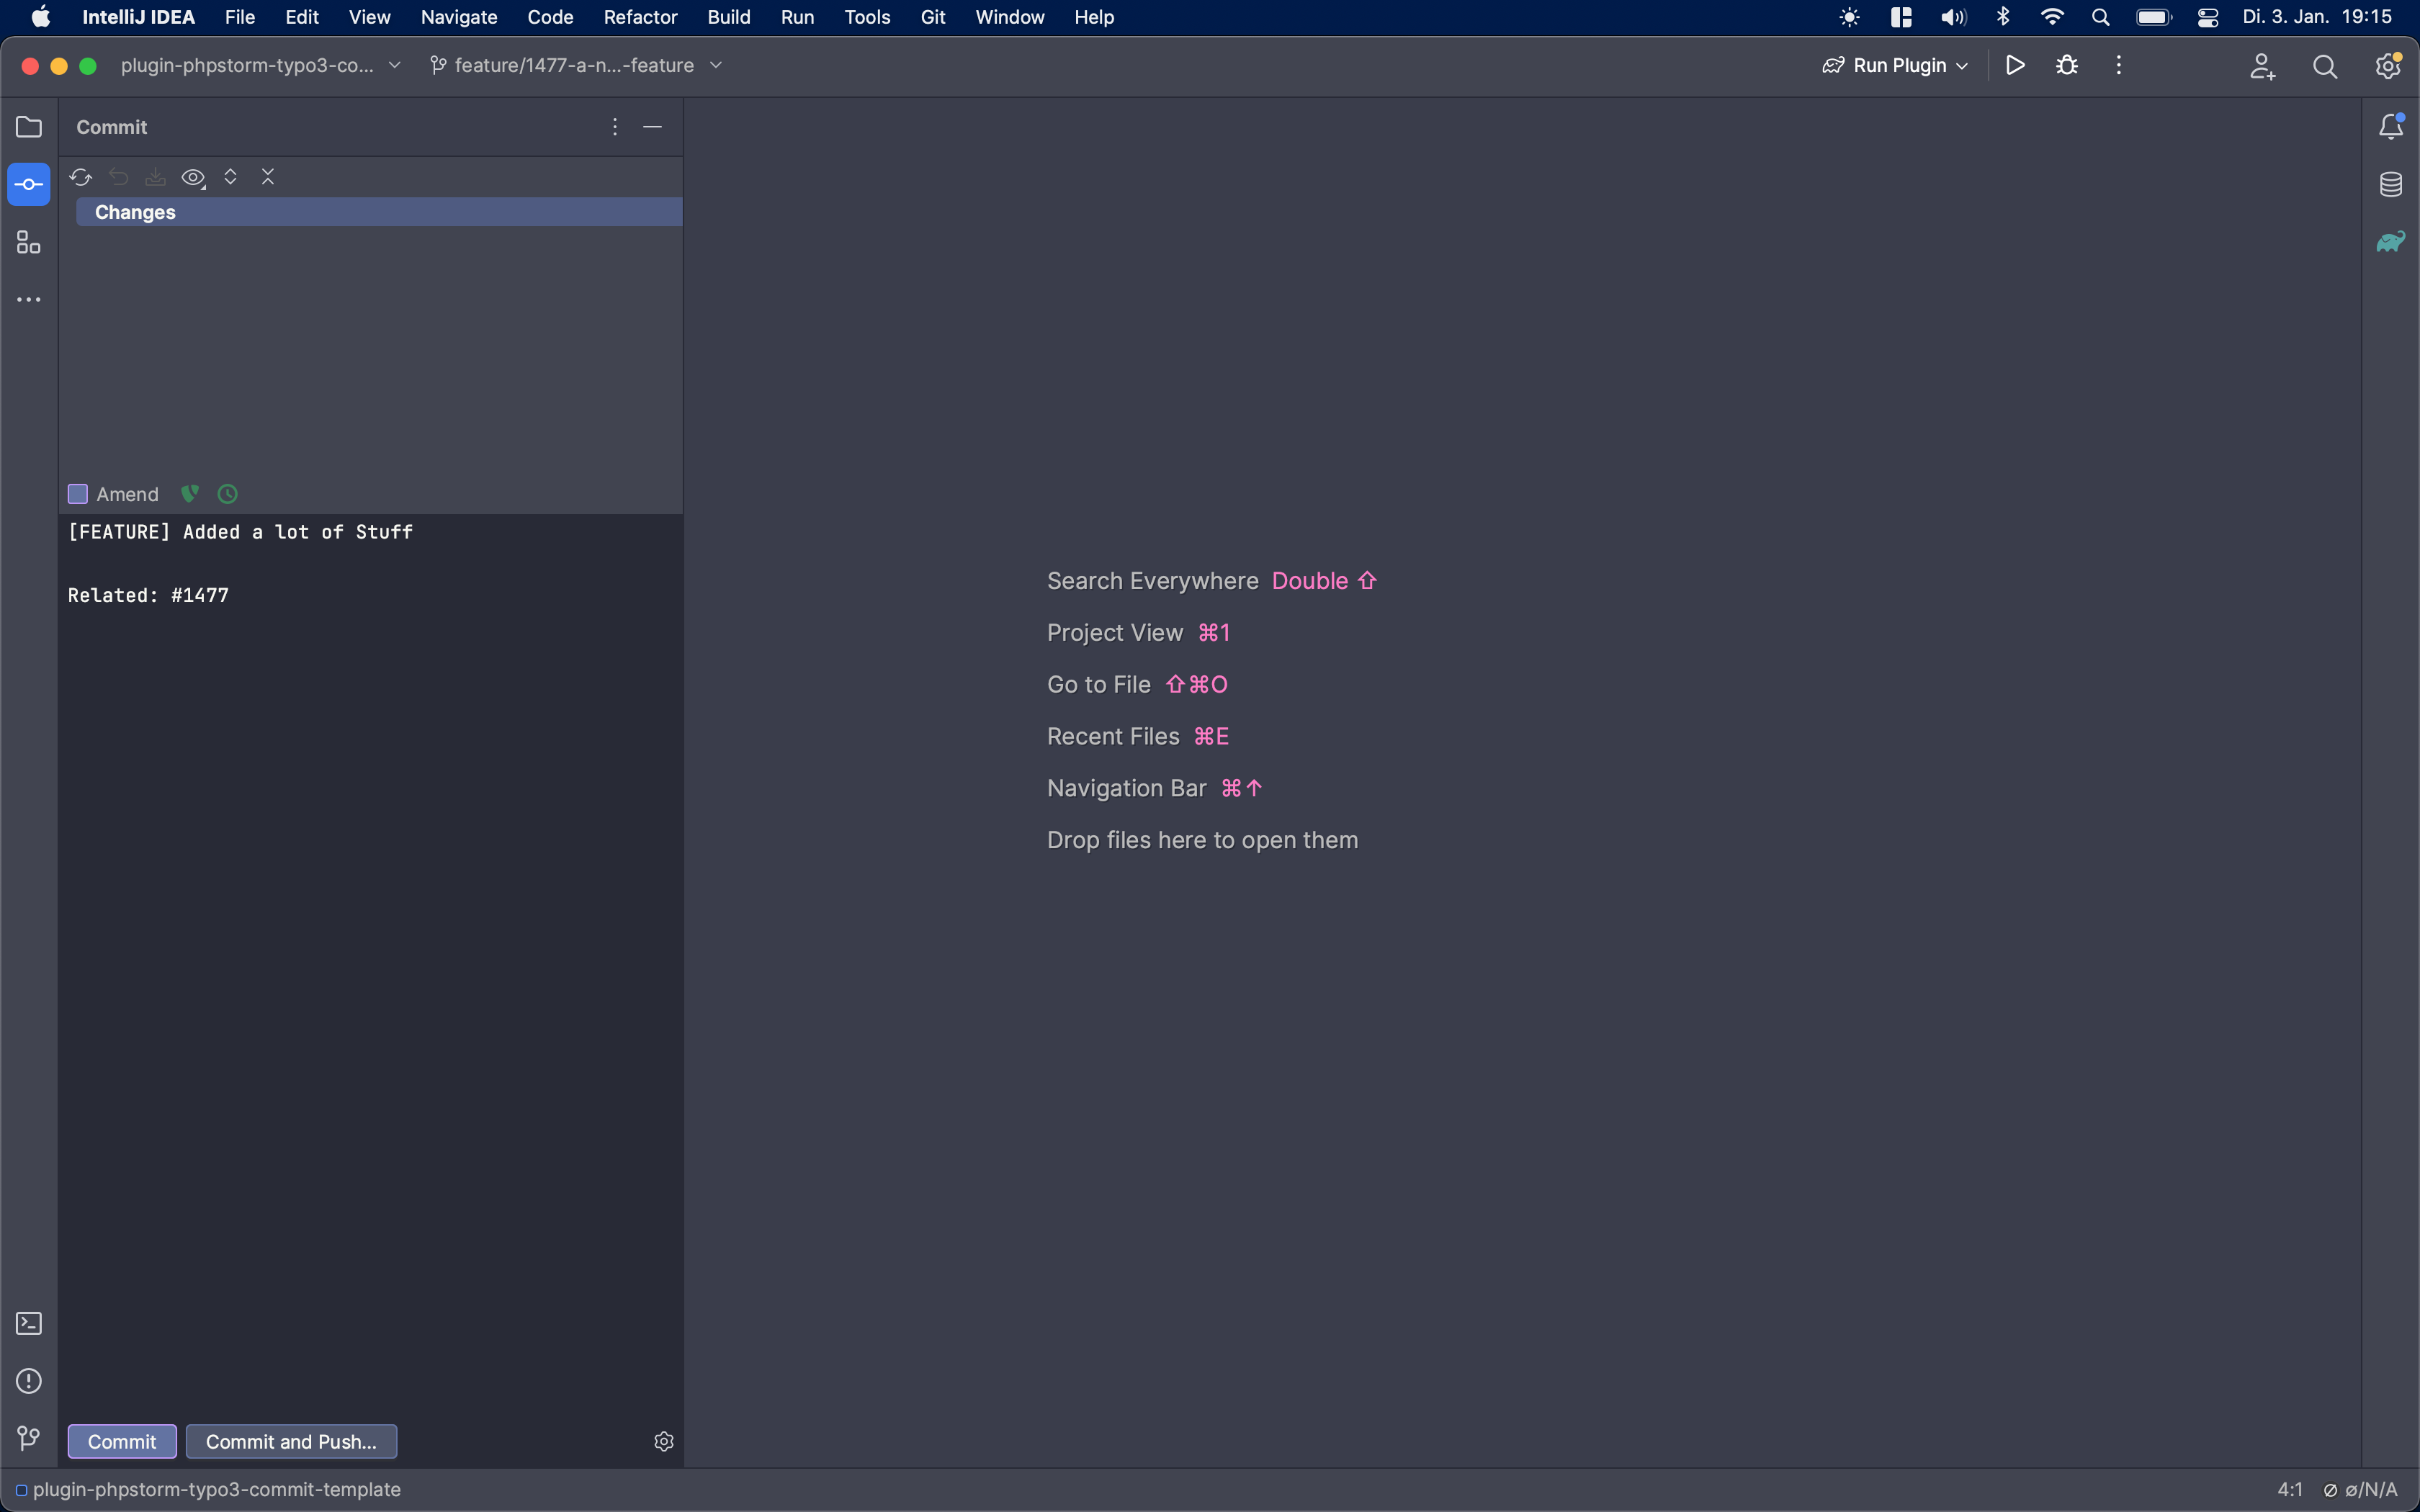 IntelliJ IDEA File Edit View Navigate Code Refactor Build Run Tools Git Window Help Di. 3. Jan. 19:15
plugin-phpstorm-typo3-co... feature/1477-a-n...-feature Run Plugin
Commit
Changes
Amend
[FEATURE] Added a lot of Stuff
Related: #1477
Search Everywhere Double ⇧
Project View ⌘1
Go to File ⇧⌘O
Recent Files ⌘E
Navigation Bar ⌘↑
Drop files here to open them
Commit Commit and Push...
plugin-phpstorm-typo3-commit-template 4:1 ø/N/A